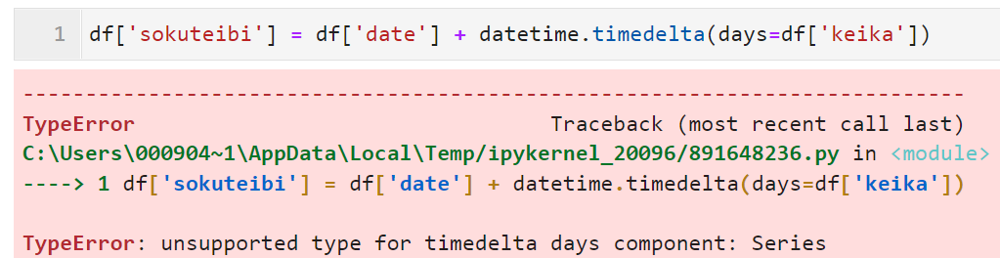 1 df['sokuteibi'] = df['date'] + datetime.timedelta(days=df['keika'])
---------------------------------------------------------------------------
TypeError                                 Traceback (most recent call last)
C:\Users\000904~1\AppData\Local\Temp/ipykernel_20096/891648236.py in <module>
----> 1 df['sokuteibi'] = df['date'] + datetime.timedelta(days=df['keika'])
TypeError: unsupported type for timedelta days component: Series